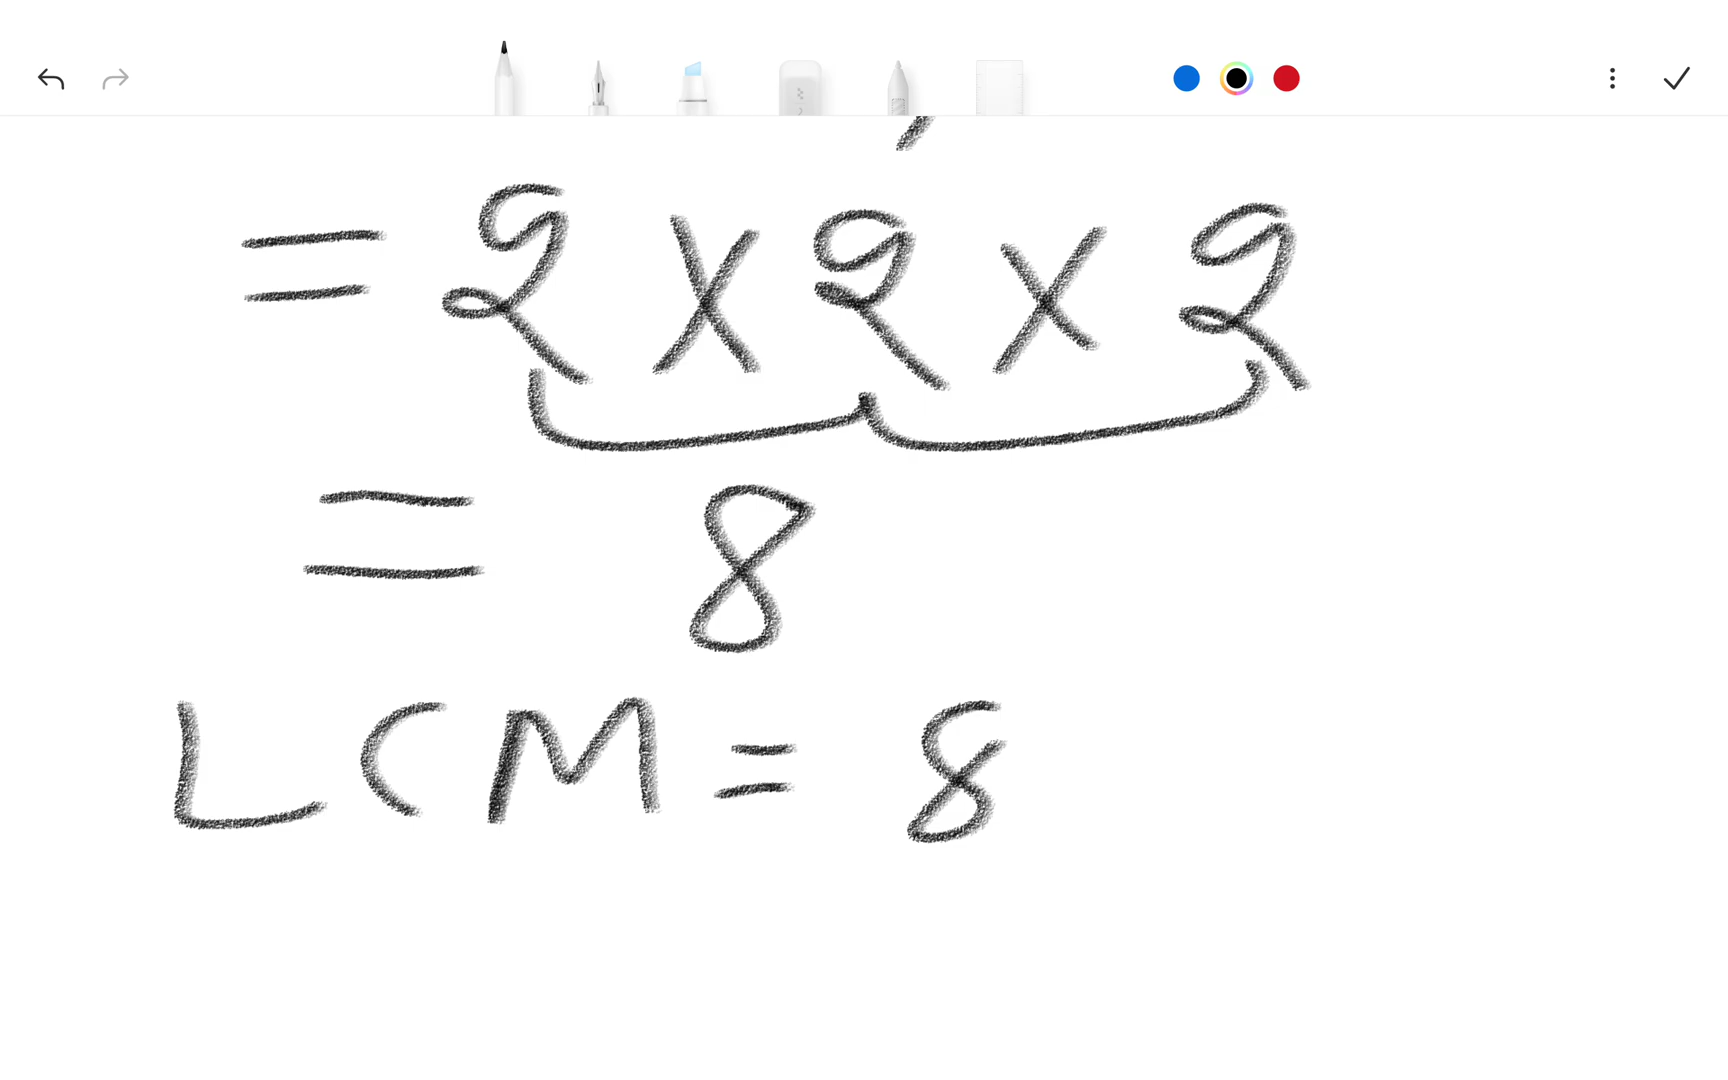 = 2 X 2 X 2
= 8
LCM = 8